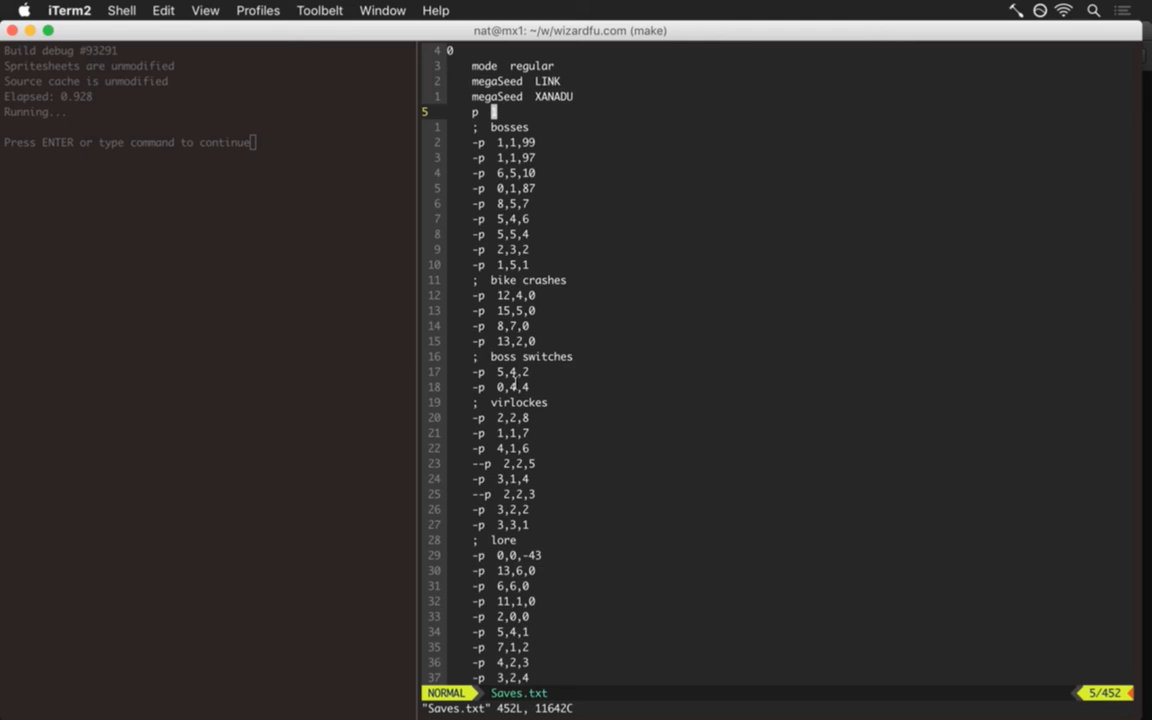 iTerm2 Shell Edit View Profiles Toolbelt Window Help
nat@mx1: ~/w/wizardfu.com (make)
Build debug #93291
Spritesheets are unmodified
Source cache is unmodified
Elapsed: 0.928
Running...
Press ENTER or type command to continue
4 0
3 mode regular
2 megaSeed LINK
1 megaSeed XANADU
5 p
1 ; bosses
2 -p 1,1,99
3 -p 1,1,97
4 -p 6,5,10
5 -p 0,1,87
6 -p 8,5,7
7 -p 5,4,6
8 -p 5,5,4
9 -p 2,3,2
10 -p 1,5,1
11 ; bike crashes
12 -p 12,4,0
13 -p 15,5,0
14 -p 8,7,0
15 -p 13,2,0
16 ; boss switches
17 -p 5,4,2
18 -p 0,4,4
19 ; virlockes
20 -p 2,2,8
21 -p 1,1,7
22 -p 4,1,6
23 --p 2,2,5
24 -p 3,1,4
25 --p 2,2,3
26 -p 3,2,2
27 -p 3,3,1
28 ; lore
29 -p 0,0,-43
30 -p 13,6,0
31 -p 6,6,0
32 -p 11,1,0
33 -p 2,0,0
34 -p 5,4,1
35 -p 7,1,2
36 -p 4,2,3
37 -p 3,2,4
NORMAL Saves.txt 5/452
"Saves.txt" 452L, 11642C